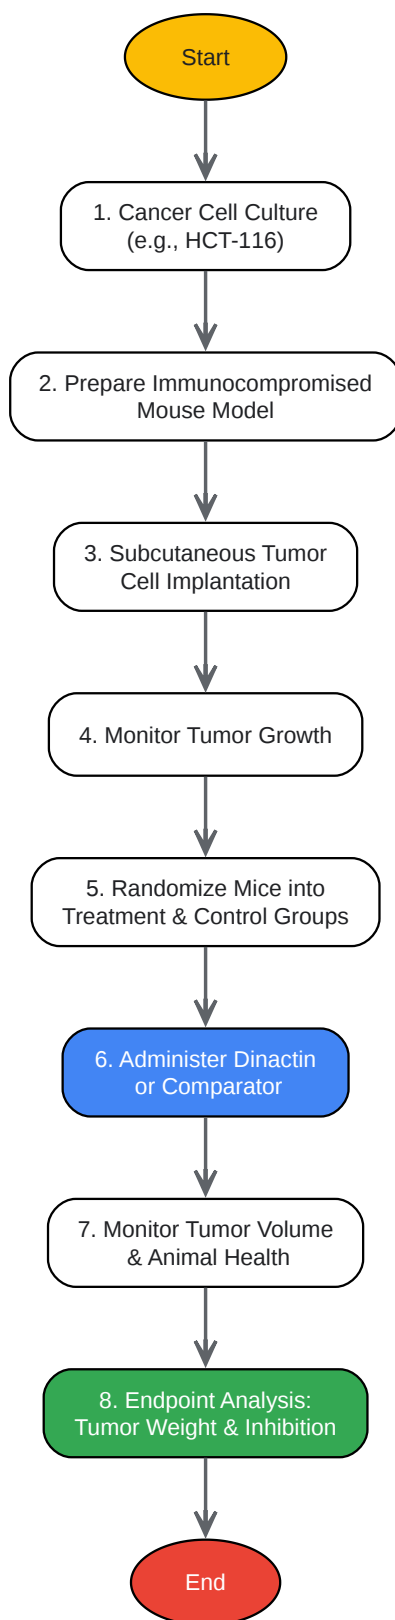 Start
1. Cancer Cell Culture
(e.g., HCT-116)
2. Prepare Immunocompromised
Mouse Model
3. Subcutaneous Tumor
Cell Implantation
4. Monitor Tumor Growth
5. Randomize Mice into
Treatment & Control Groups
6. Administer Dinactin
or Comparator
7. Monitor Tumor Volume
& Animal Health
8. Endpoint Analysis:
Tumor Weight & Inhibition
End